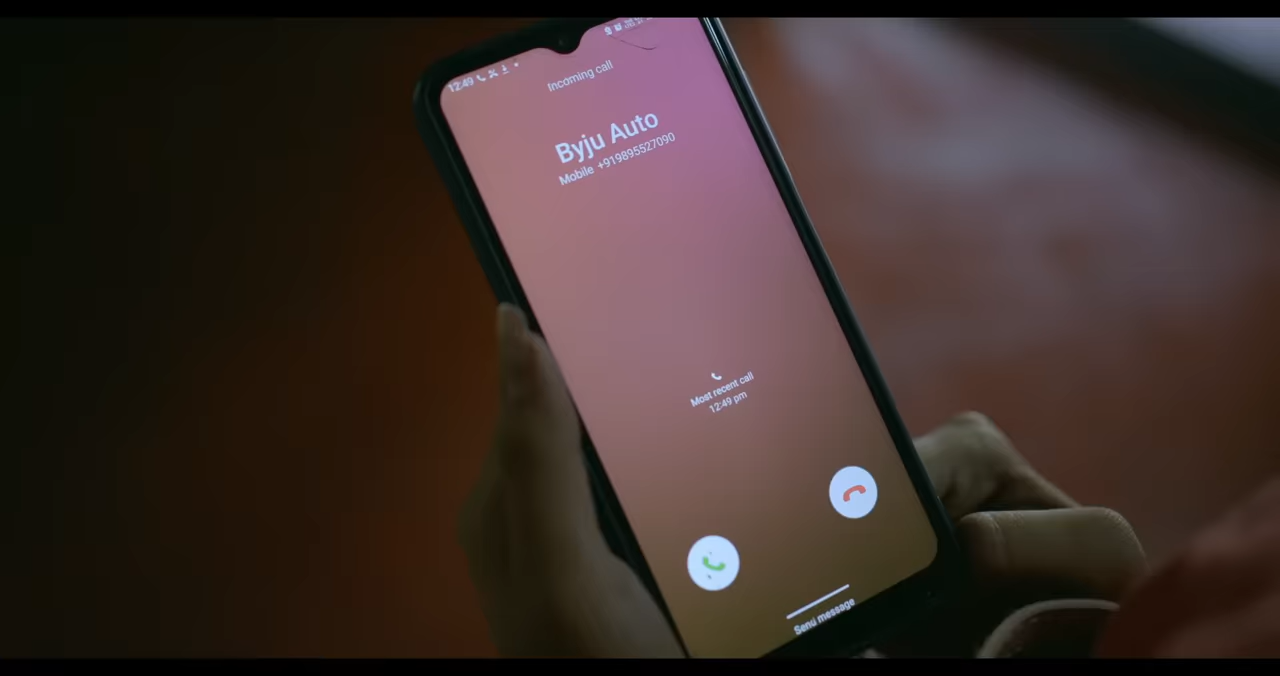 12:49
Incoming call
Byju Auto
Mobile +919895527090
Most recent call
12:49 pm
Send message